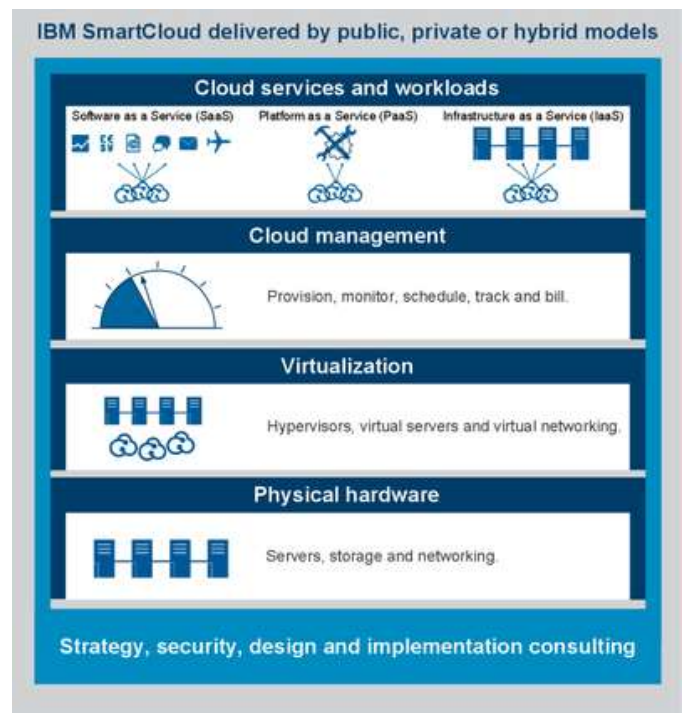 IBM SmartCloud delivered by public, private or hybrid models
Cloud services and workloads
Software as a Service (SaaS)
Platform as a Service (PaaS)
Infrastructure as a Service (IaaS)
Cloud management
Provision, monitor, schedule, track and bill.
Virtualization
Hypervisors, virtual servers and virtual networking.
Physical hardware
Servers, storage and networking.
Strategy, security, design and implementation consulting